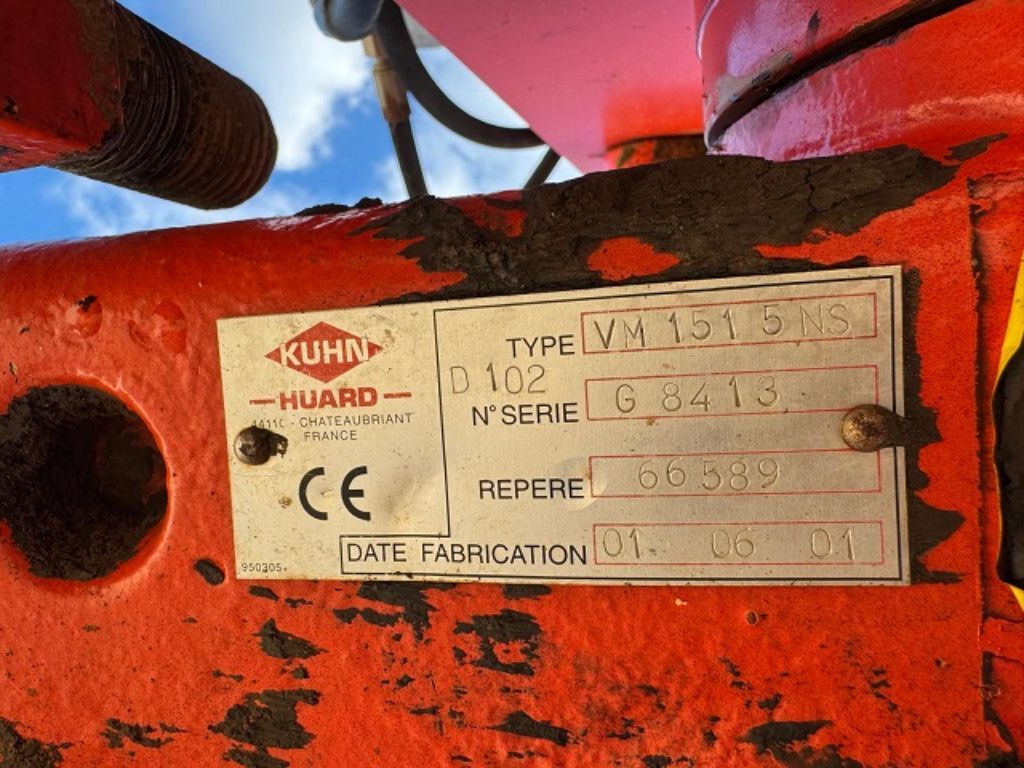 KUHN
HUARD
44110 - CHATEAUBRIANT
FRANCE
CE
950305
TYPE VM 151 5 NS
D 102
N° SERIE G 8413
REPERE 66589
DATE FABRICATION 01 06 01